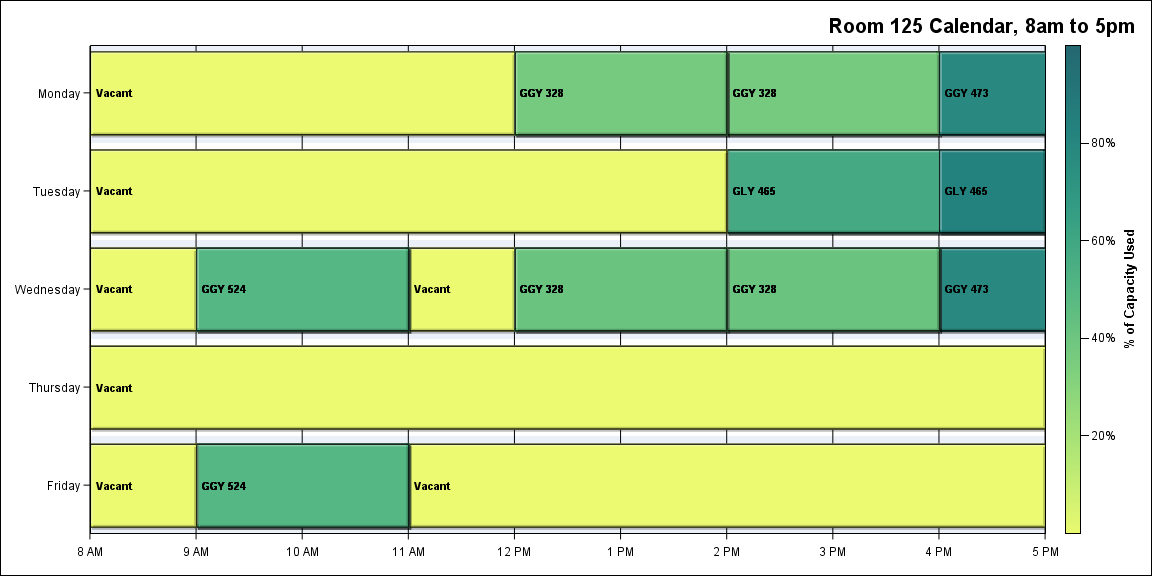 Room 125 Calendar, 8am to 5pm
Monday
Vacant
GGY 328
GGY 328
GGY 473
80%
Tuesday
Vacant
GLY 465
GLY 465
60%
Wednesday
Vacant
GGY 524
Vacant
GGY 328
GGY 328
GGY 473
% of Capacity Used
40%
Thursday
Vacant
20%
Friday
Vacant
GGY 524
Vacant
8 AM
9 AM
10 AM
11 AM
12 PM
1 PM
2 PM
3 PM
4 PM
5 PM